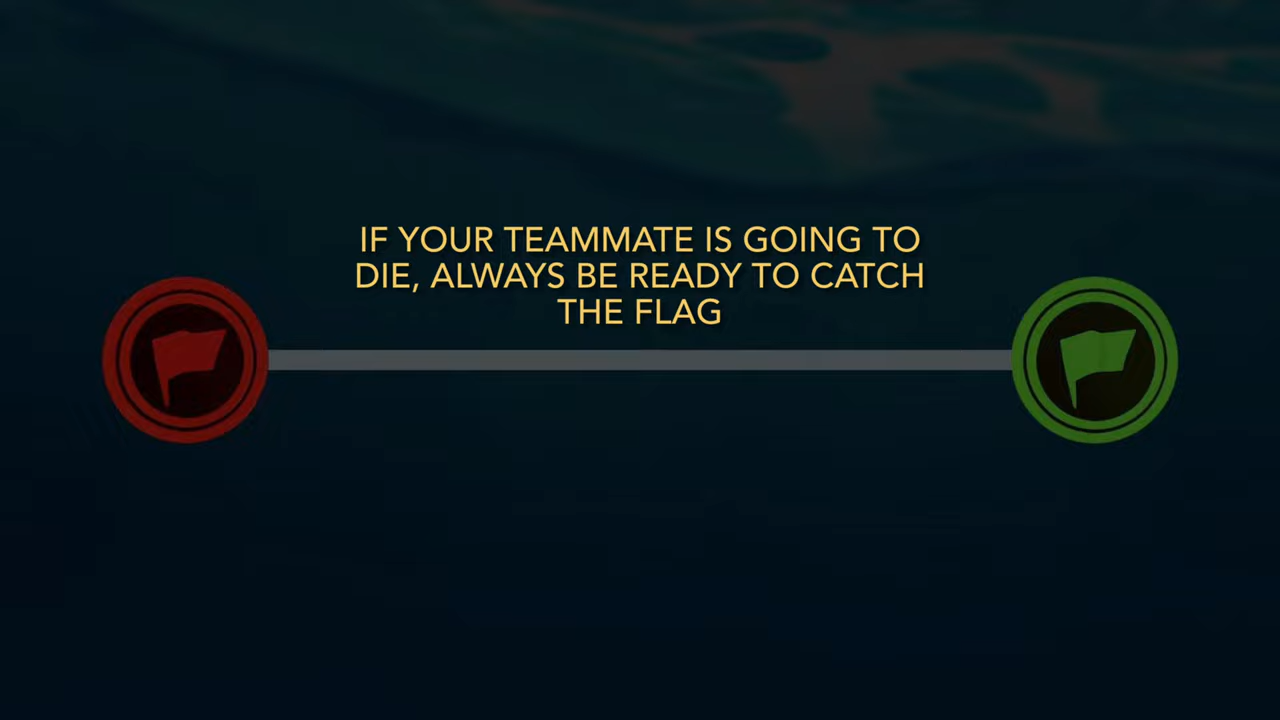 IF YOUR TEAMMATE IS GOING TO
DIE, ALWAYS BE READY TO CATCH
THE FLAG